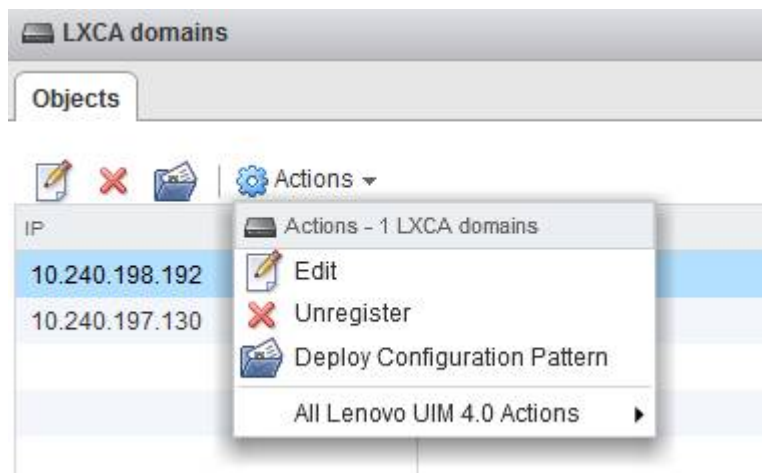 LXCA domains
Objects
Actions
IP
Actions - 1 LXCA domains
10.240.198.192
Edit
10.240.197.130
Unregister
Deploy Configuration Pattern
All Lenovo UIM 4.0 Actions